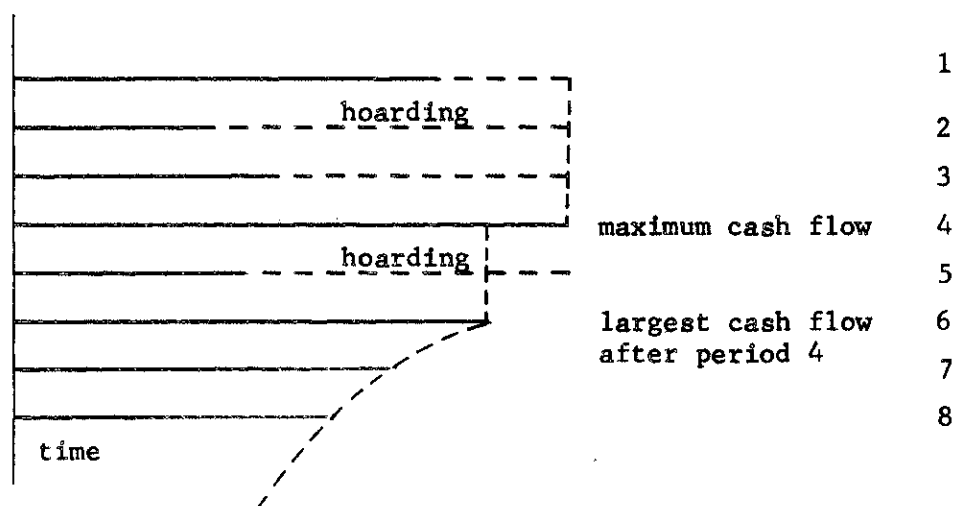 1
hoarding
2
3
maximum cash flow 4
hoarding
5
largest cash flow 6
after period 4
7
8
time